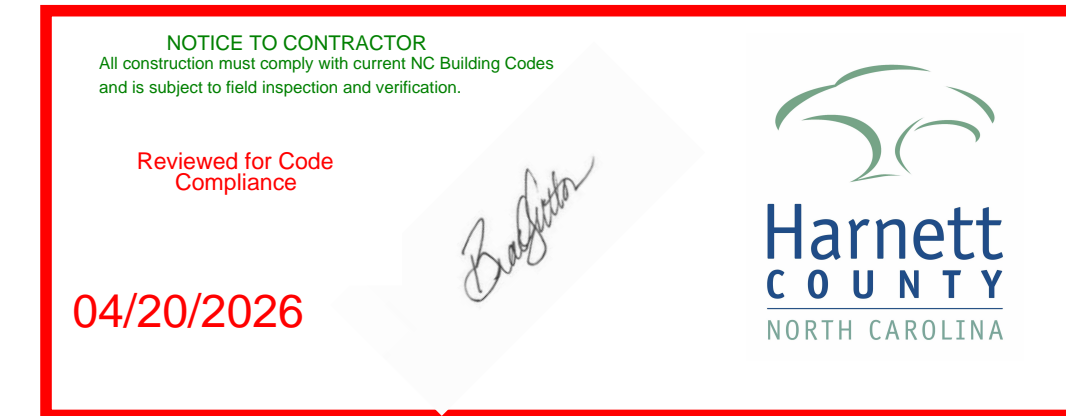 NOTICE TO CONTRACTOR
All construction must comply with current NC Building Codes
and is subject to field inspection and verification.
Reviewed for Code
Compliance
04/20/2026
Harnett
COUNTY
NORTH CAROLINA